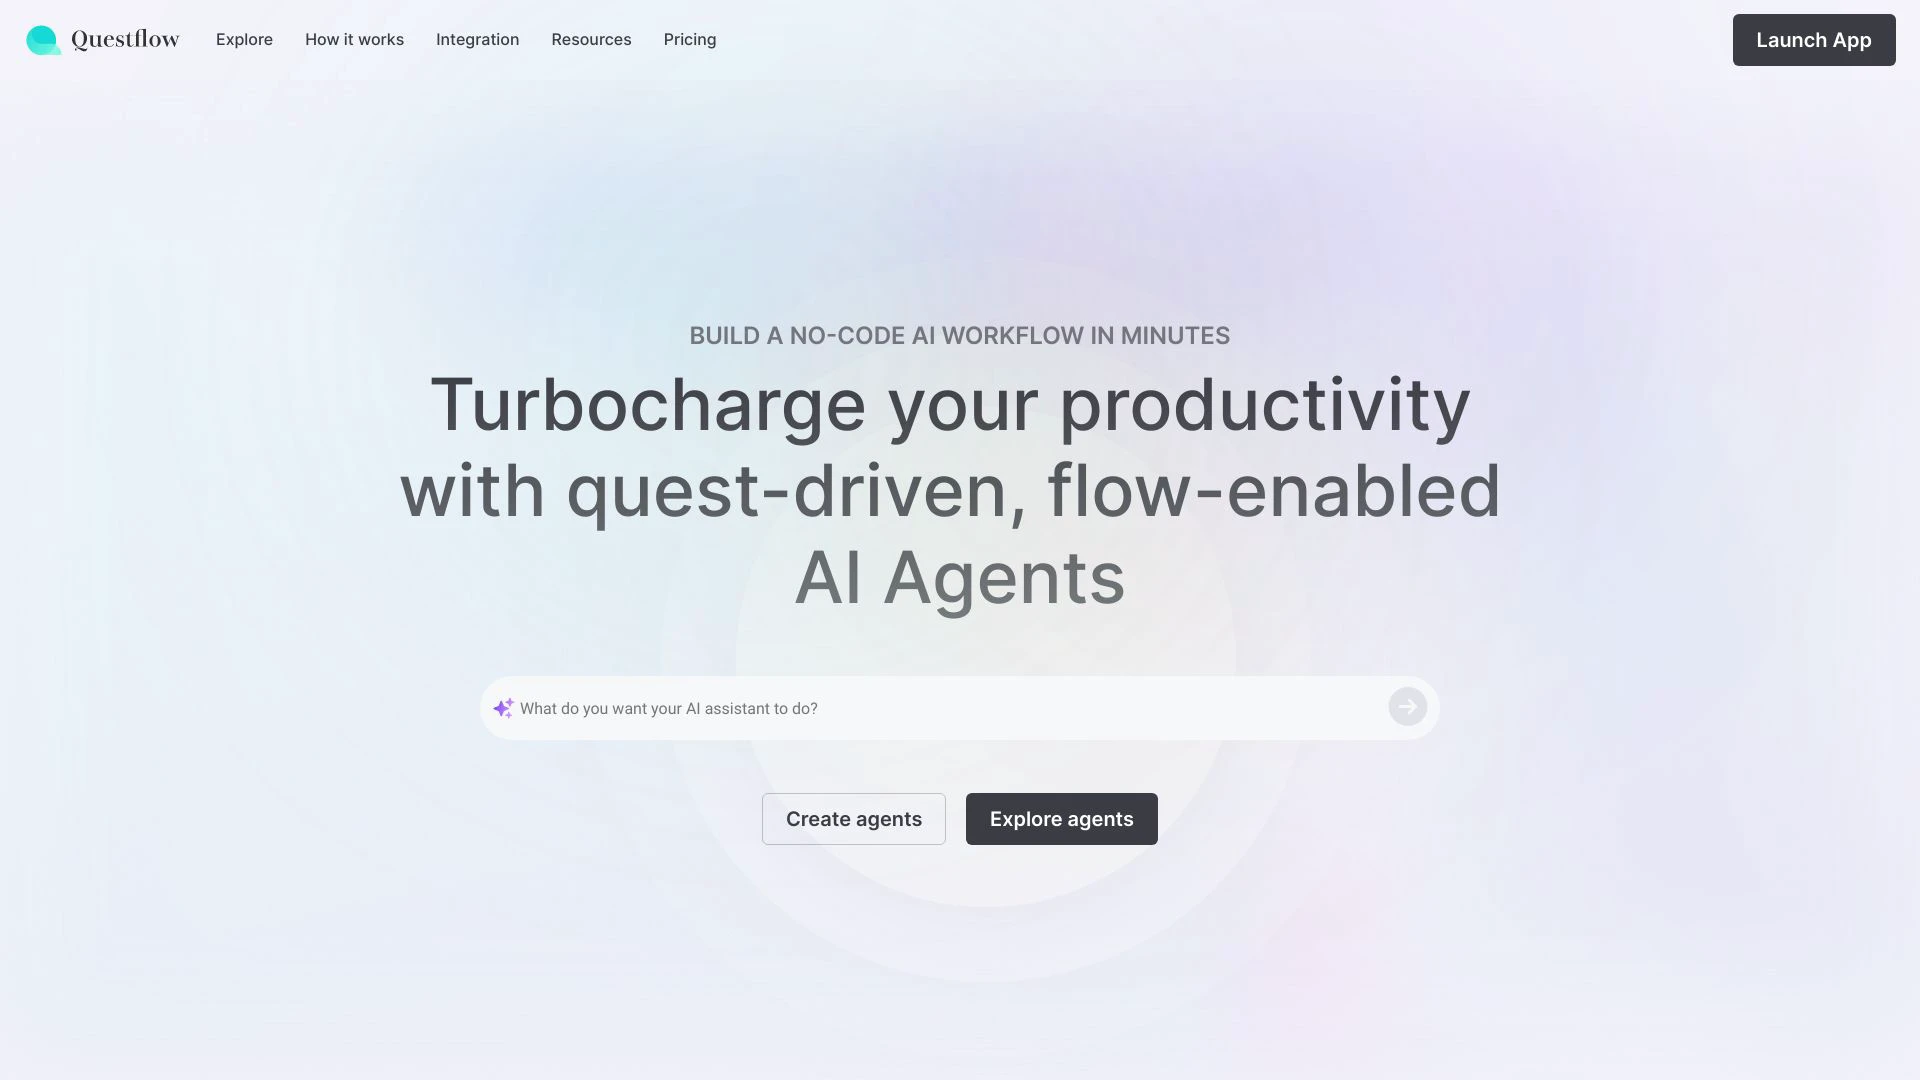 Questflow
Explore
How it works
Integration
Resources
Pricing
Launch App
BUILD A NO-CODE AI WORKFLOW IN MINUTES
Turbocharge your productivity
with quest-driven, flow-enabled
AI Agents
What do you want your AI assistant to do?
Create agents
Explore agents